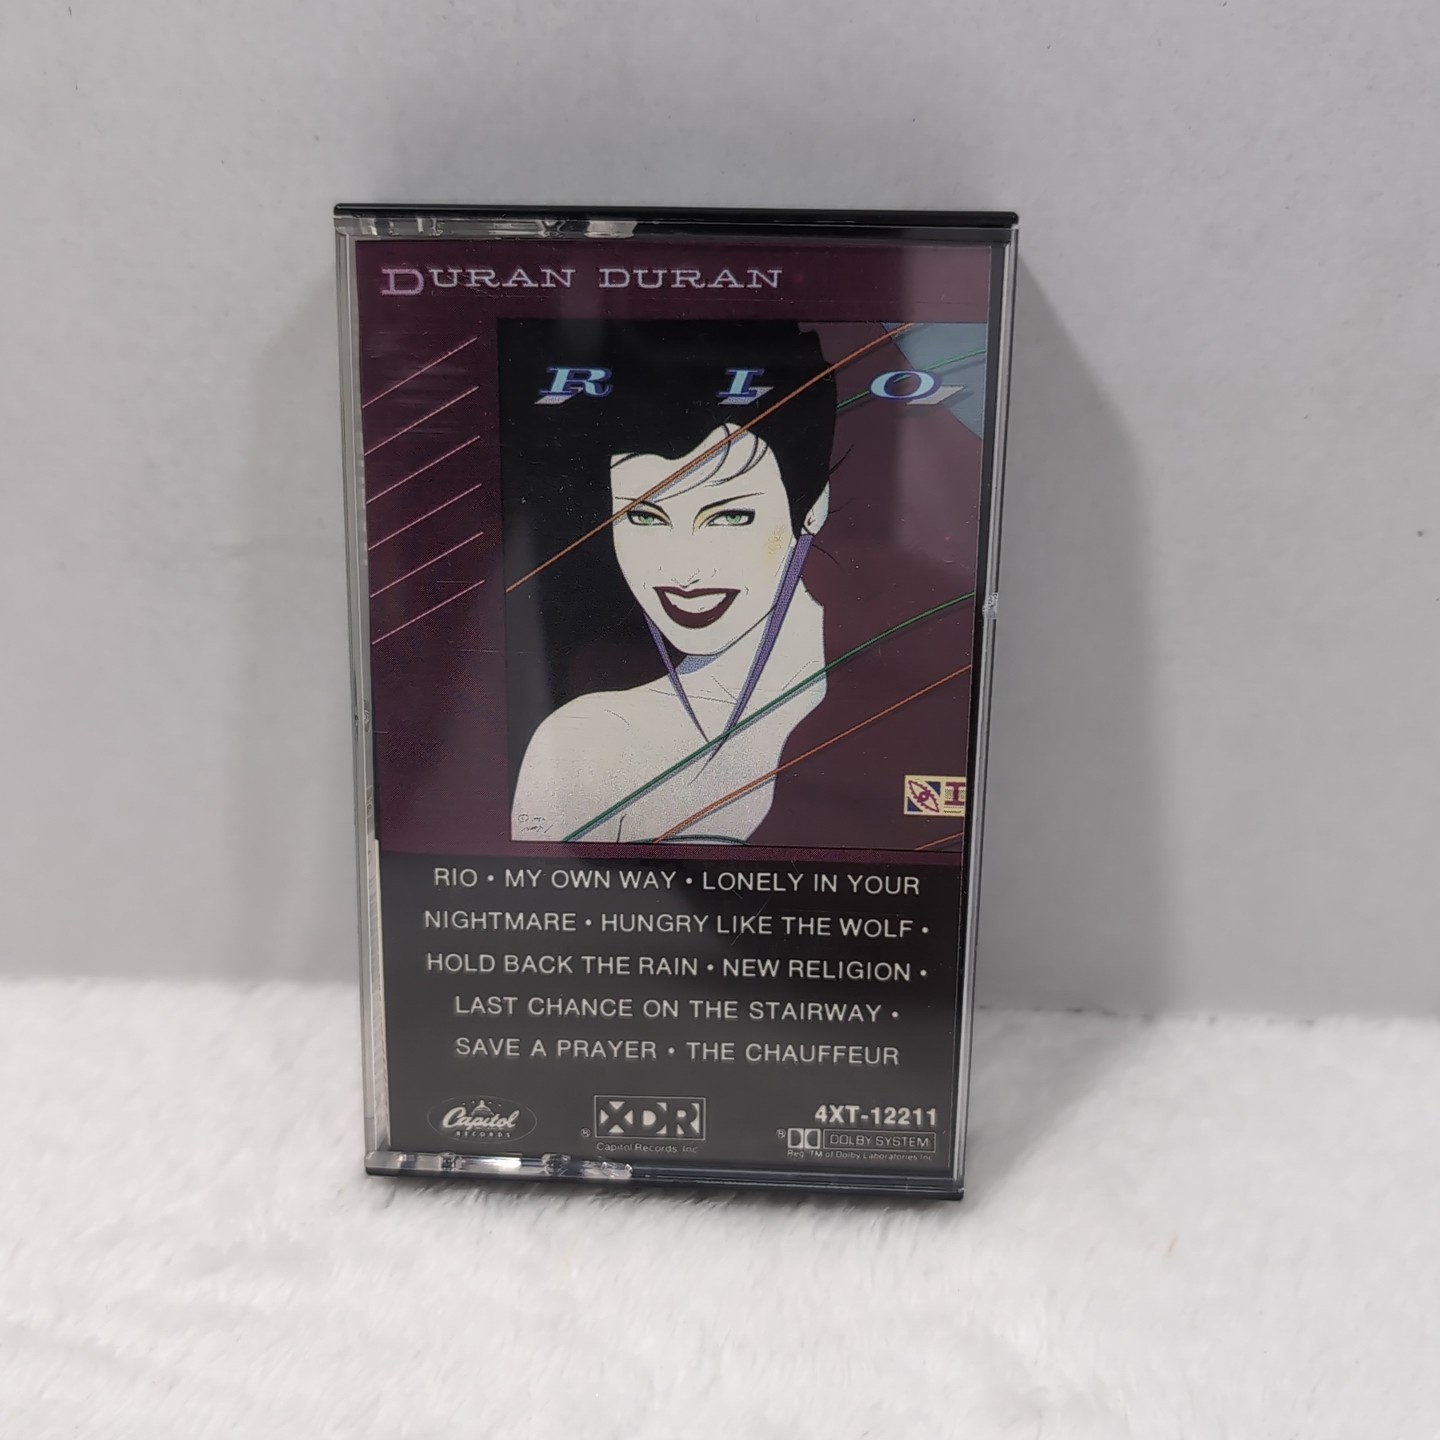 DURAN DURAN
RIO
RIO • MY OWN WAY • LONELY IN YOUR
NIGHTMARE • HUNGRY LIKE THE WOLF •
HOLD BACK THE RAIN • NEW RELIGION •
LAST CHANCE ON THE STAIRWAY •
SAVE A PRAYER • THE CHAUFFEUR
Capitol
RECORDS
® XDR
Capitol Records Inc
4XT-12211
® DOLBY SYSTEM
Reg. TM of Dolby Laboratories Inc.